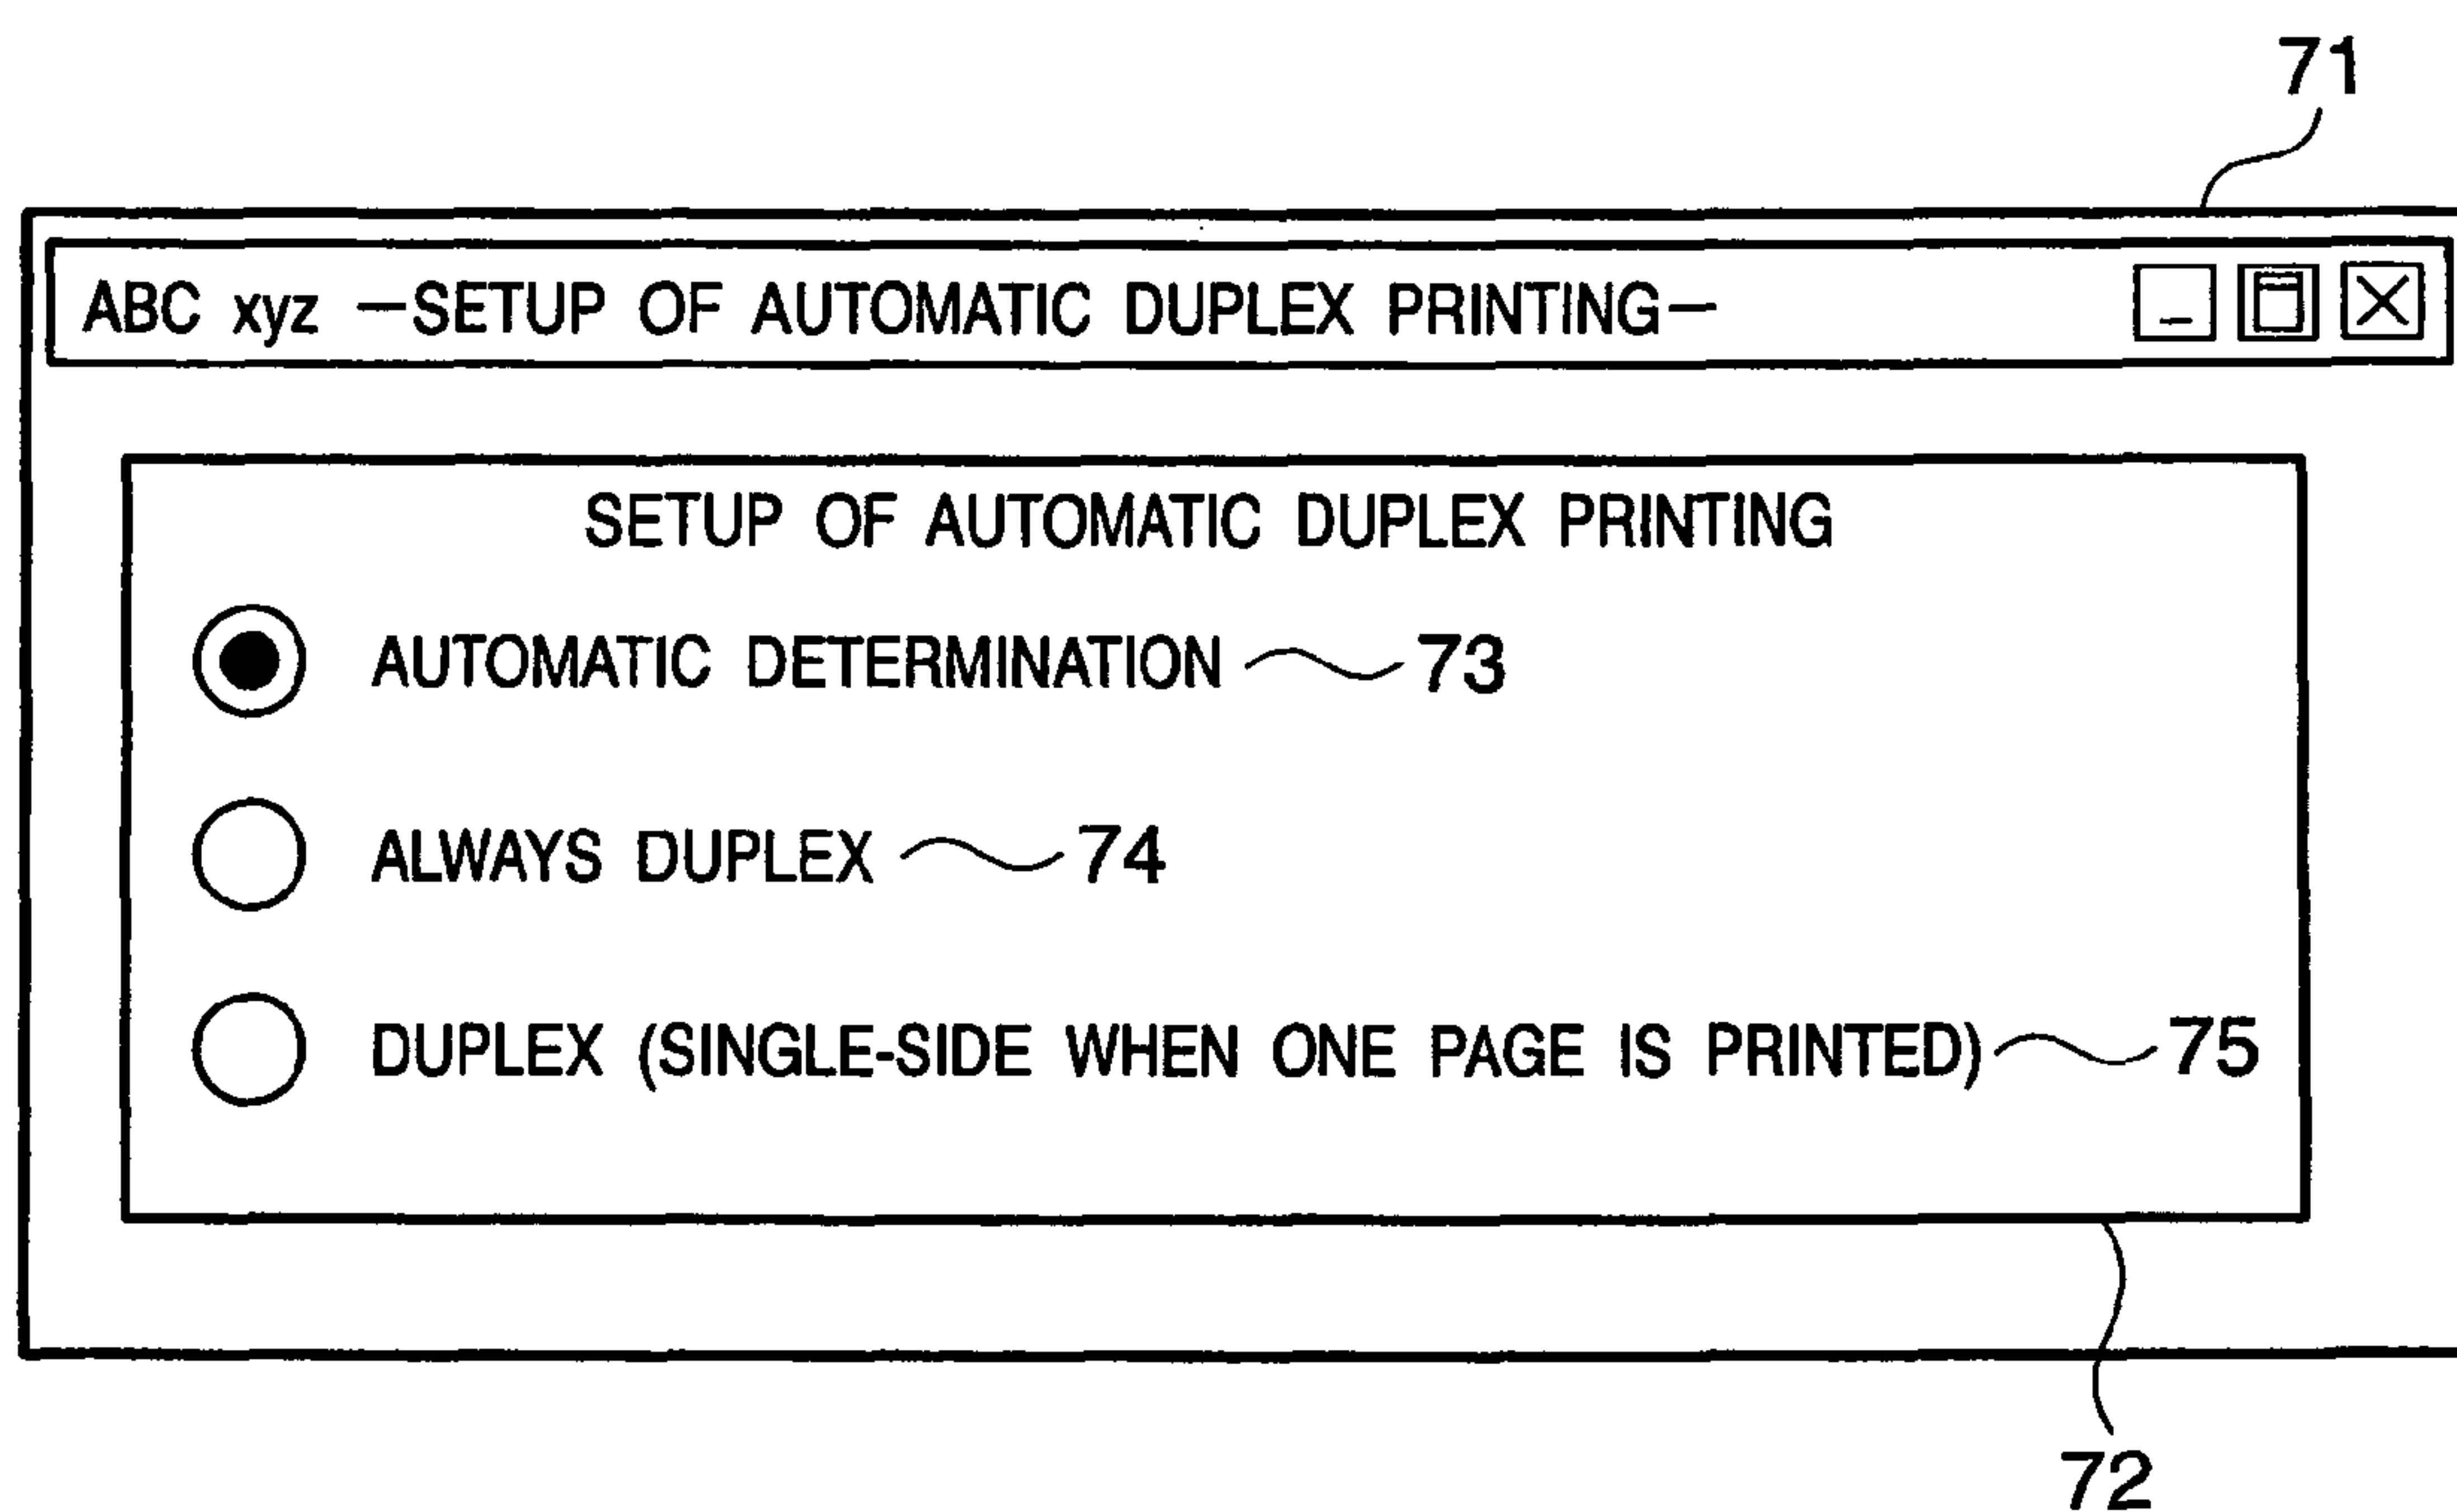 71
ABC xyz —SETUP OF AUTOMATIC DUPLEX PRINTING—
SETUP OF AUTOMATIC DUPLEX PRINTING
AUTOMATIC DETERMINATION 73
ALWAYS DUPLEX 74
DUPLEX (SINGLE-SIDE WHEN ONE PAGE IS PRINTED) 75
72